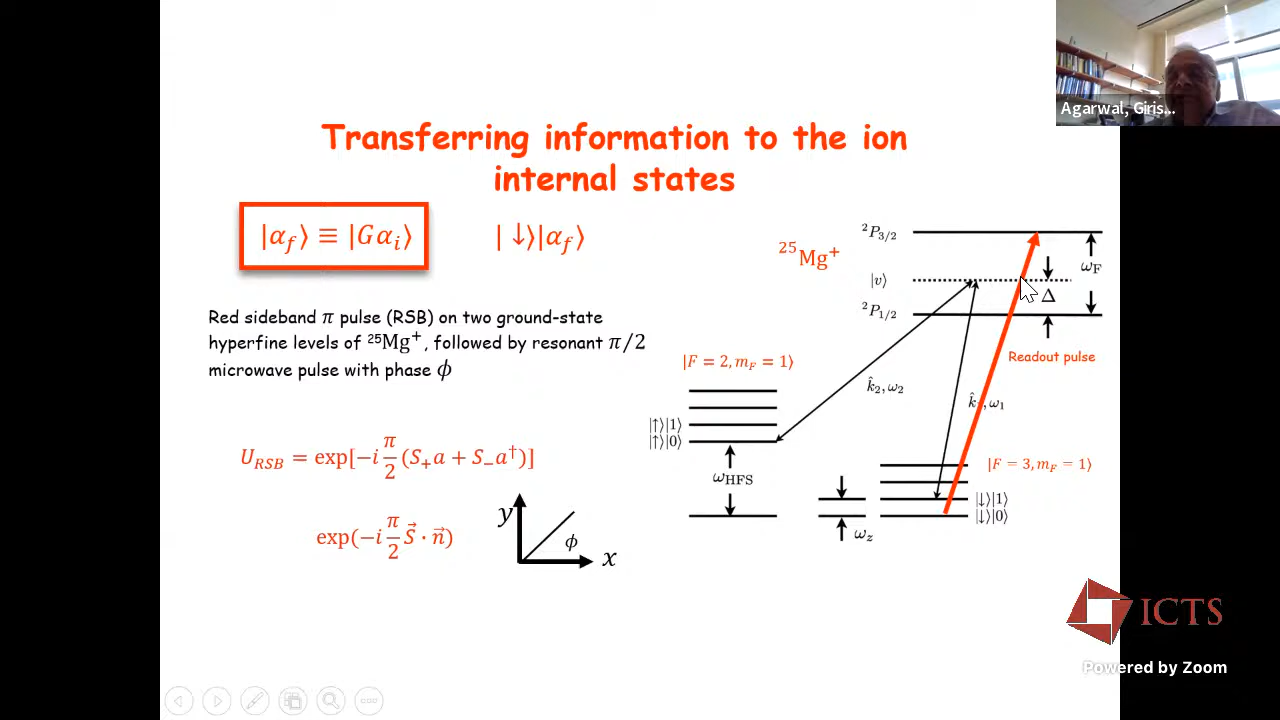 Agarwal, Giris...
Transferring information to the ion
internal states
|α_f⟩ ≡ |Gα_i⟩
|↓⟩|α_f⟩
Red sideband π pulse (RSB) on two ground-state
hyperfine levels of ²⁵Mg⁺, followed by resonant π/2
microwave pulse with phase ϕ
U_RSB = exp[−i π/2 (S₊a + S₋a†)]
exp(−i π/2 S⃗ · n⃗)
y
ϕ
x
²⁵Mg⁺
²P₃/₂
ω_F
|v⟩
Δ
²P₁/₂
Readout pulse
|F = 2, m_F = 1⟩
k̂₂, ω₂
, ω₁
|↑⟩|1⟩
|↑⟩|0⟩
ω_HFS
|F = 3, m_F = 1⟩
|↓⟩|1⟩
|↓⟩|0⟩
ω_z
ICTS
Powered by Zoom